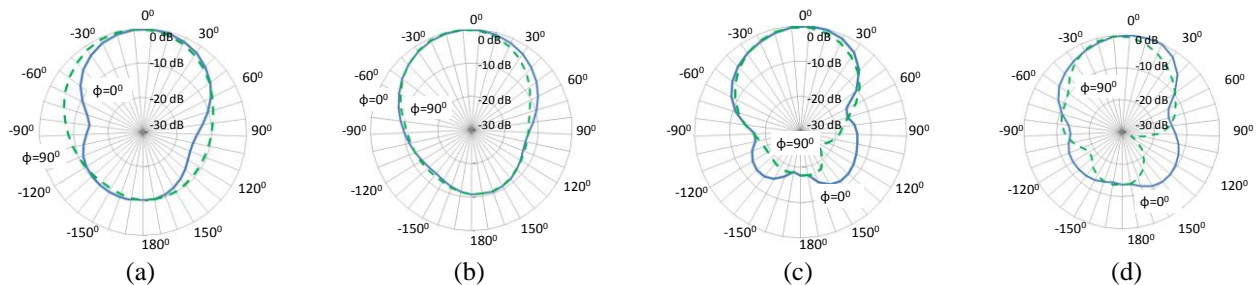 0⁰
-30⁰
30⁰
0 dB
-60⁰
60⁰
-10 dB
ϕ=0⁰
-20 dB
-90⁰
-30 dB
90⁰
ϕ=90⁰
-120⁰
120⁰
-150⁰
150⁰
180⁰
(a)
0⁰
-30⁰
30⁰
0 dB
-60⁰
60⁰
-10 dB
ϕ=0⁰
ϕ=90⁰
-20 dB
-90⁰
-30 dB
90⁰
-120⁰
120⁰
-150⁰
150⁰
180⁰
(b)
0⁰
-30⁰
30⁰
0 dB
-60⁰
60⁰
-10 dB
-20 dB
-90⁰
-30 dB
90⁰
ϕ=90⁰
-120⁰
120⁰
ϕ=0⁰
-150⁰
150⁰
180⁰
(c)
0⁰
-30⁰
30⁰
0 dB
-60⁰
60⁰
-10 dB
ϕ=90⁰
-20 dB
-90⁰
-30 dB
90⁰
-120⁰
120⁰
ϕ=0⁰
-150⁰
150⁰
180⁰
(d)